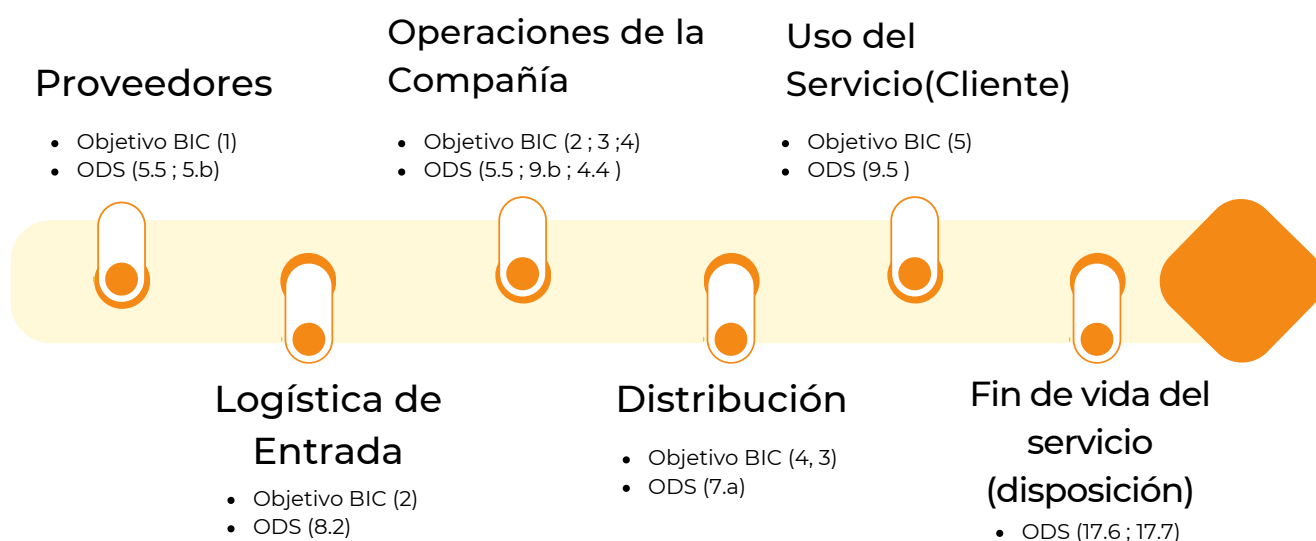 Proveedores
• Objetivo BIC (1)
• ODS (5.5 ; 5.b)
Logística de
Entrada
• Objetivo BIC (2)
• ODS (8.2)
Operaciones de la
Compañía
• Objetivo BIC (2 ; 3 ;4)
• ODS (5.5 ; 9.b ; 4.4 )
Distribución
• Objetivo BIC (4, 3)
• ODS (7.a)
Uso del
Servicio(Cliente)
• Objetivo BIC (5)
• ODS (9.5 )
Fin de vida del
servicio
(disposición)
• ODS (17.6 ; 17.7)